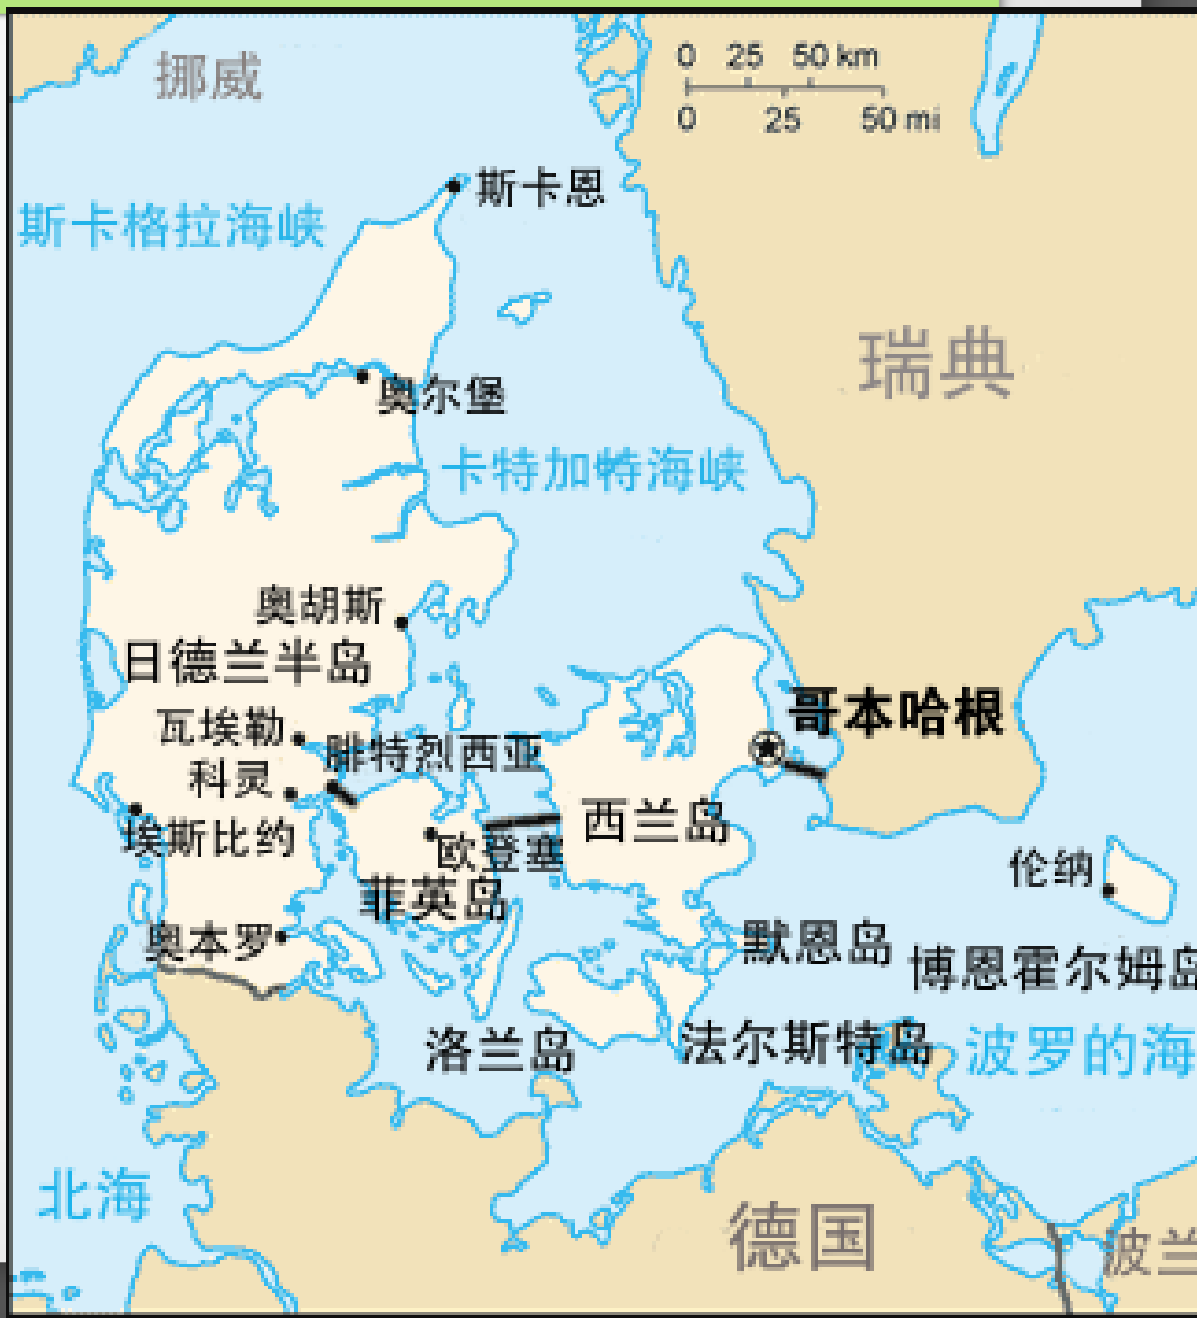 挪威
0 25 50 km
0 25 50 mi
斯卡恩
斯卡格拉海峡
瑞典
奥尔堡
卡特加特海峡
奥胡斯
日德兰半岛
哥本哈根
瓦埃勒
腓特烈西亚
科灵
西兰岛
埃斯比约
欧登塞
伦纳
菲英岛
奥本罗
默恩岛
博恩霍尔姆岛
洛兰岛
法尔斯特岛
波罗的海
北海
德国
波兰